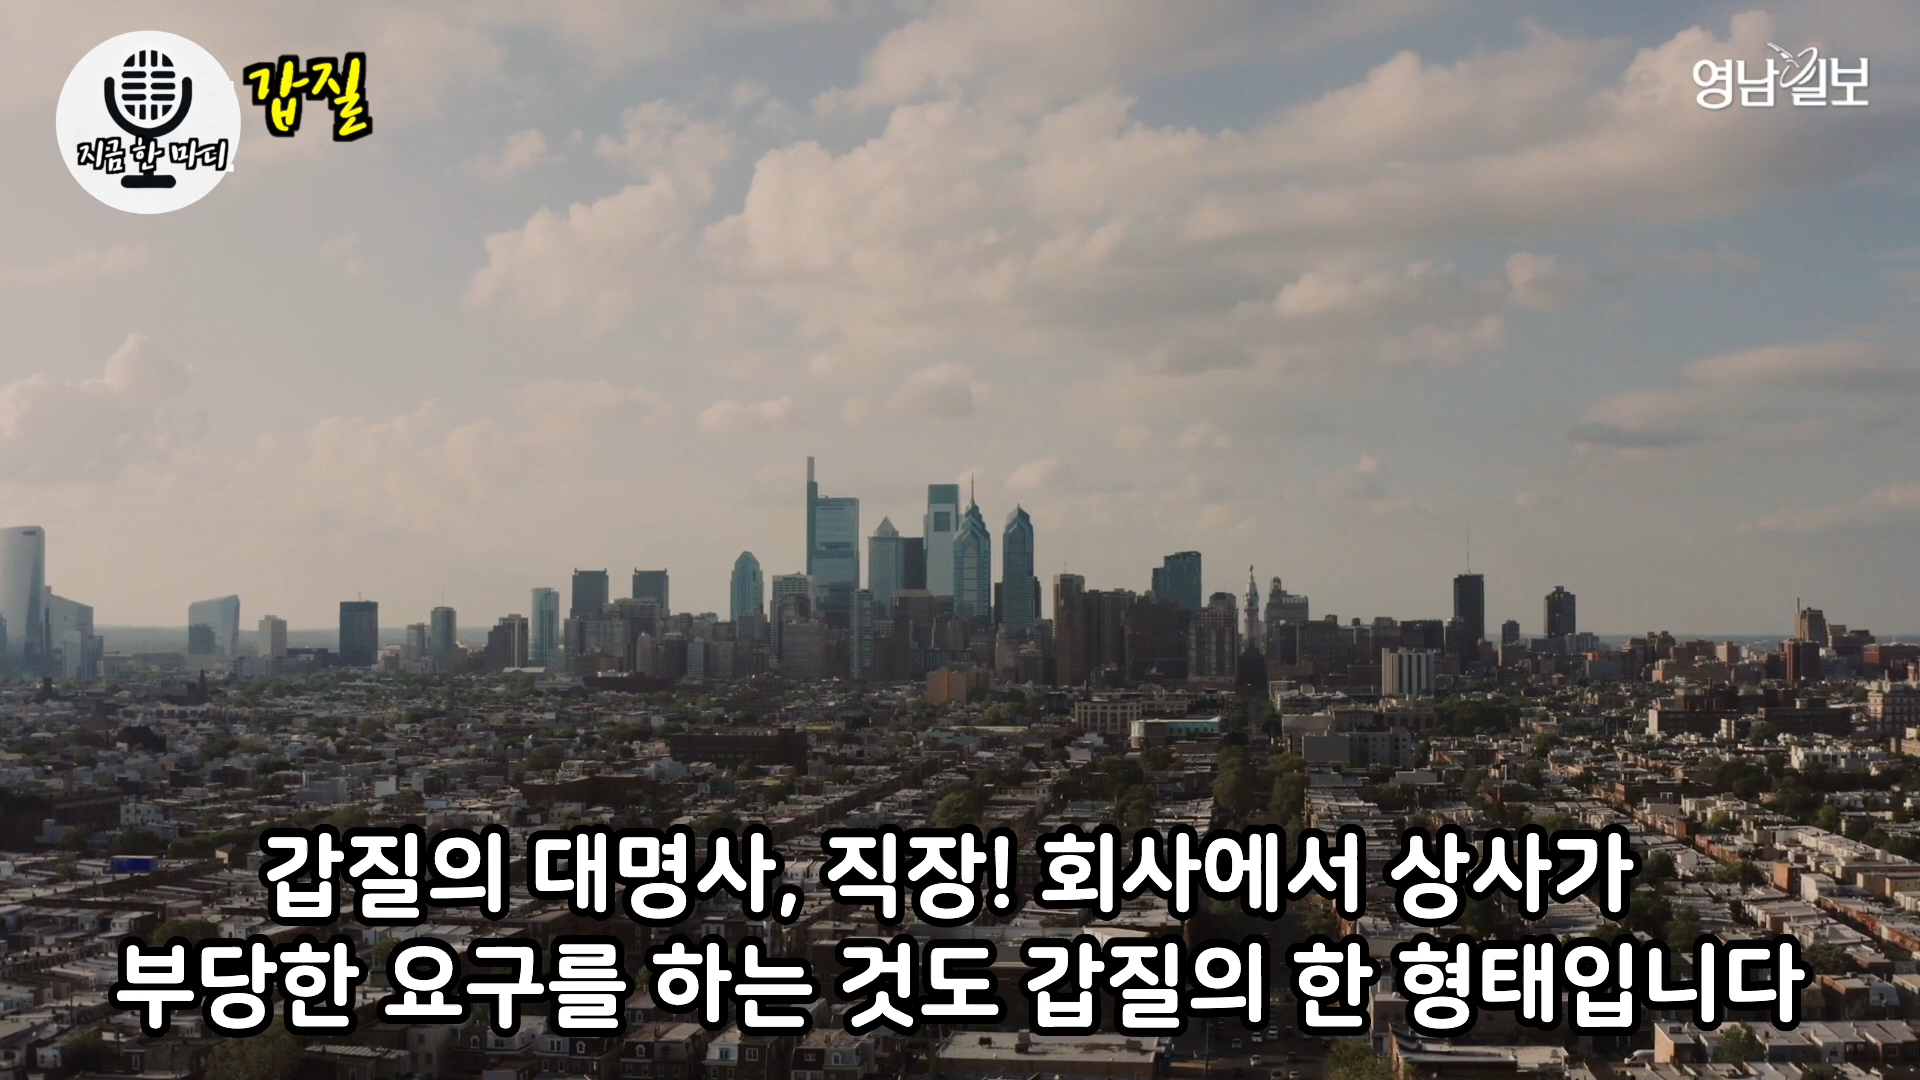 지금 한 마디
갑질
영남일보
갑질의 대명사, 직장! 회사에서 상사가
부당한 요구를 하는 것도 갑질의 한 형태입니다